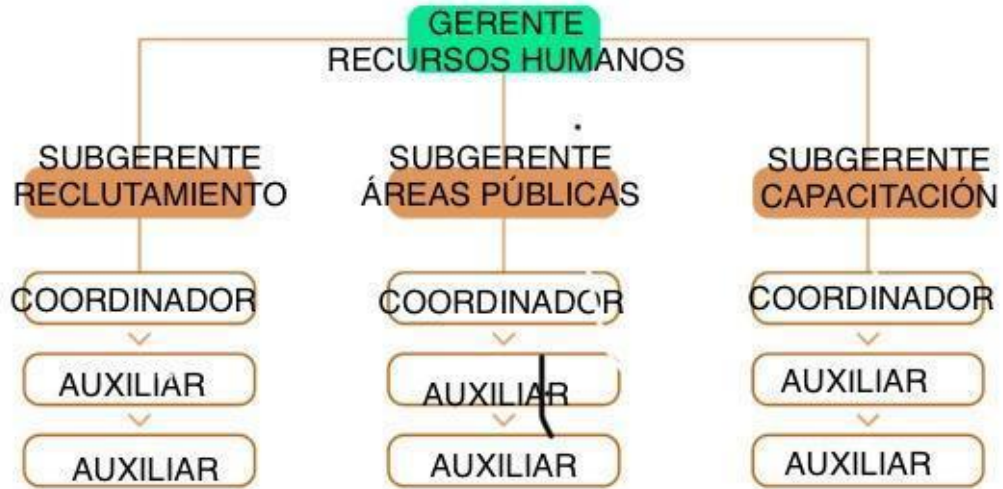 GERENTE
RECURSOS HUMANOS
SUBGERENTE
RECLUTAMIENTO
SUBGERENTE
ÁREAS PÚBLICAS
SUBGERENTE
CAPACITACIÓN
COORDINADOR
COORDINADOR
COORDINADOR
AUXILIAR
AUXILIAR
AUXILIAR
AUXILIAR
AUXILIAR
AUXILIAR